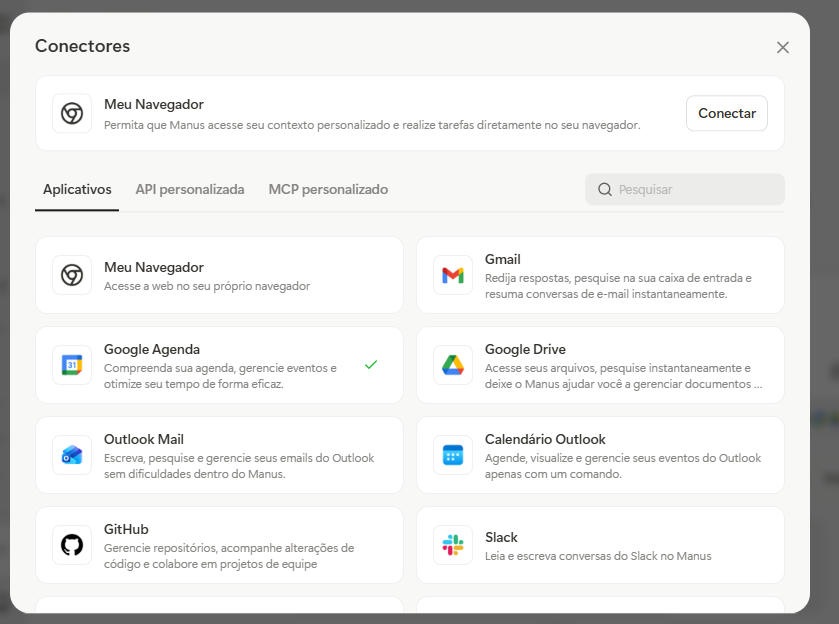 Conectores
Meu Navegador
Permita que Manus acesse seu contexto personalizado e realize tarefas diretamente no seu navegador.
Conectar
Aplicativos
API personalizada
MCP personalizado
Pesquisar
Meu Navegador
Acesse a web no seu próprio navegador
Gmail
Redija respostas, pesquise na sua caixa de entrada e
resuma conversas de e-mail instantaneamente.
31
Google Agenda
Compreenda sua agenda, gerencie eventos e
otimize seu tempo de forma eficaz.
Google Drive
Acesse seus arquivos, pesquise instantaneamente e
deixe o Manus ajudar você a gerenciar documentos ...
Outlook Mail
Escreva, pesquise e gerencie seus emails do Outlook
sem dificuldades dentro do Manus.
Calendário Outlook
Agende, visualize e gerencie seus eventos do Outlook
apenas com um comando.
GitHub
Gerencie repositórios, acompanhe alterações de
código e colabore em projetos de equipe
Slack
Leia e escreva conversas do Slack no Manus